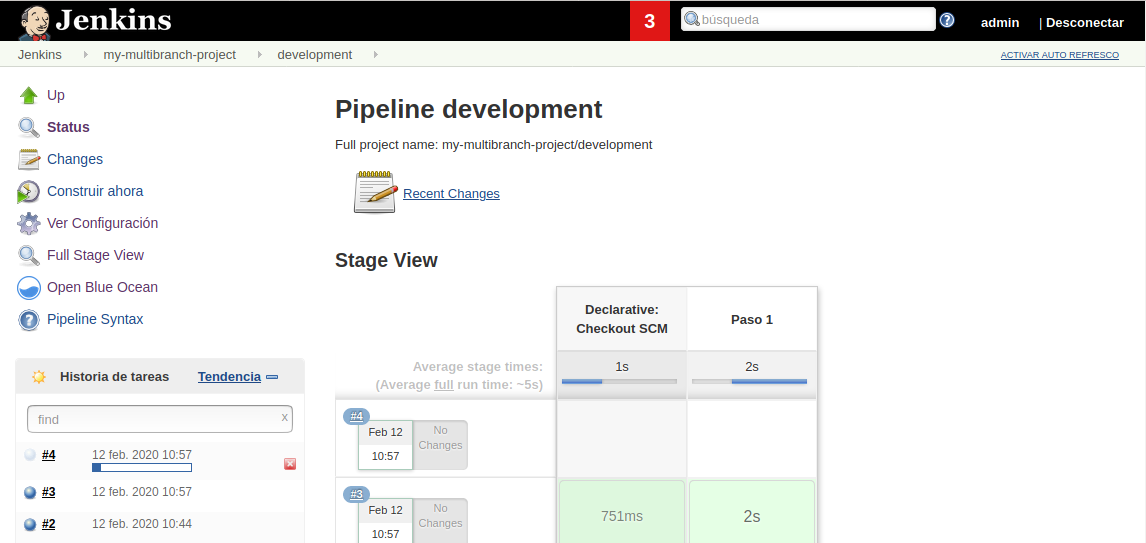 Jenkins
3
búsqueda
?
admin
| Desconectar
Jenkins
my-multibranch-project
development
ACTIVAR AUTO REFRESCO
Up
Status
Changes
Construir ahora
Ver Configuración
Full Stage View
Open Blue Ocean
Pipeline Syntax
Historia de tareas
Tendencia
find
x
#4
12 feb. 2020 10:57
#3
12 feb. 2020 10:57
#2
12 feb. 2020 10:44
Pipeline development
Full project name: my-multibranch-project/development
Recent Changes
Stage View
Declarative:
Checkout SCM
Paso 1
Average stage times:
(Average full run time: ~5s)
1s
2s
#4
Feb 12
10:57
No
Changes
#3
Feb 12
10:57
No
Changes
751ms
2s